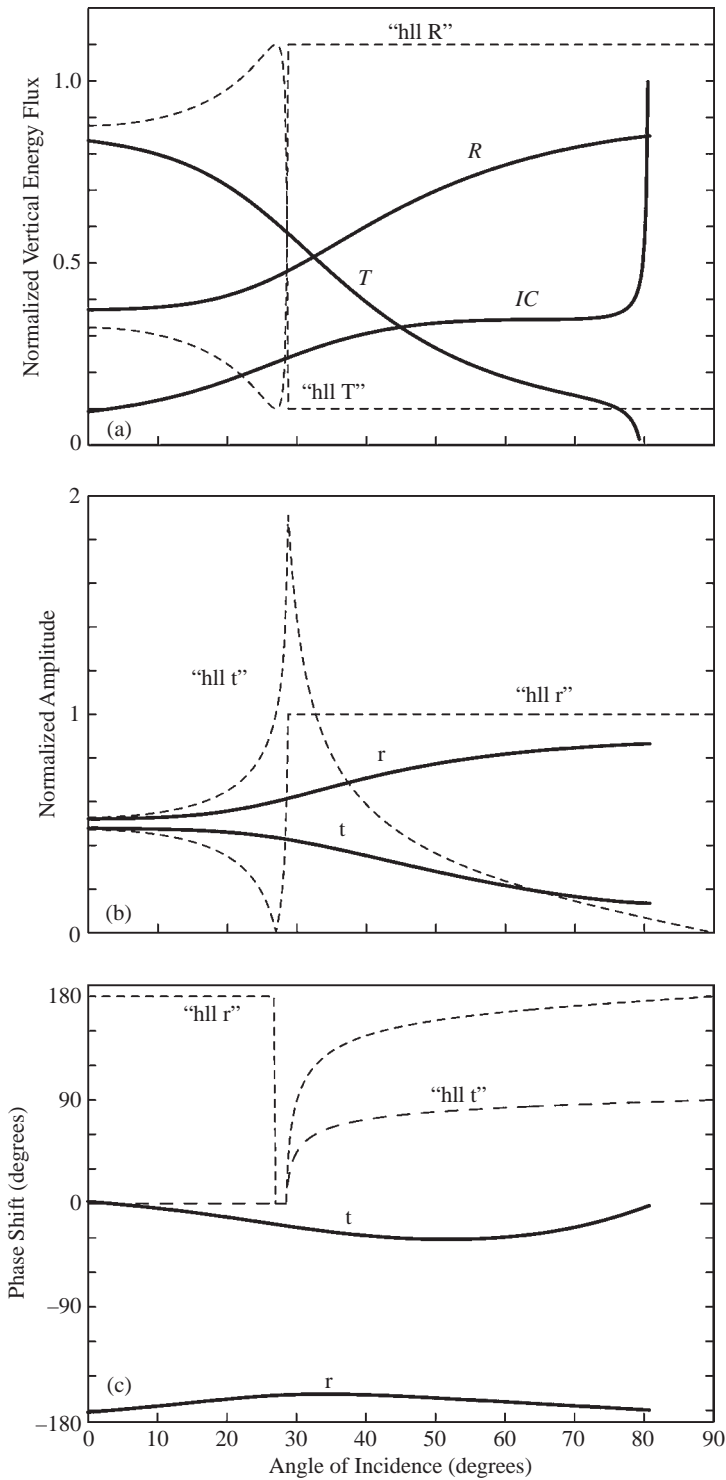 "hll R"
1.0
R
Normalized Vertical Energy Flux
0.5
T
IC
"hll T"
(a)
0
2
"hll t"
"hll r"
Normalized Amplitude
1
r
t
(b)
0
180
"hll r"
"hll t"
90
Phase Shift (degrees)
0
t
–90
r
(c)
–180
0 10 20 30 40 50 60 70 80 90
Angle of Incidence (degrees)